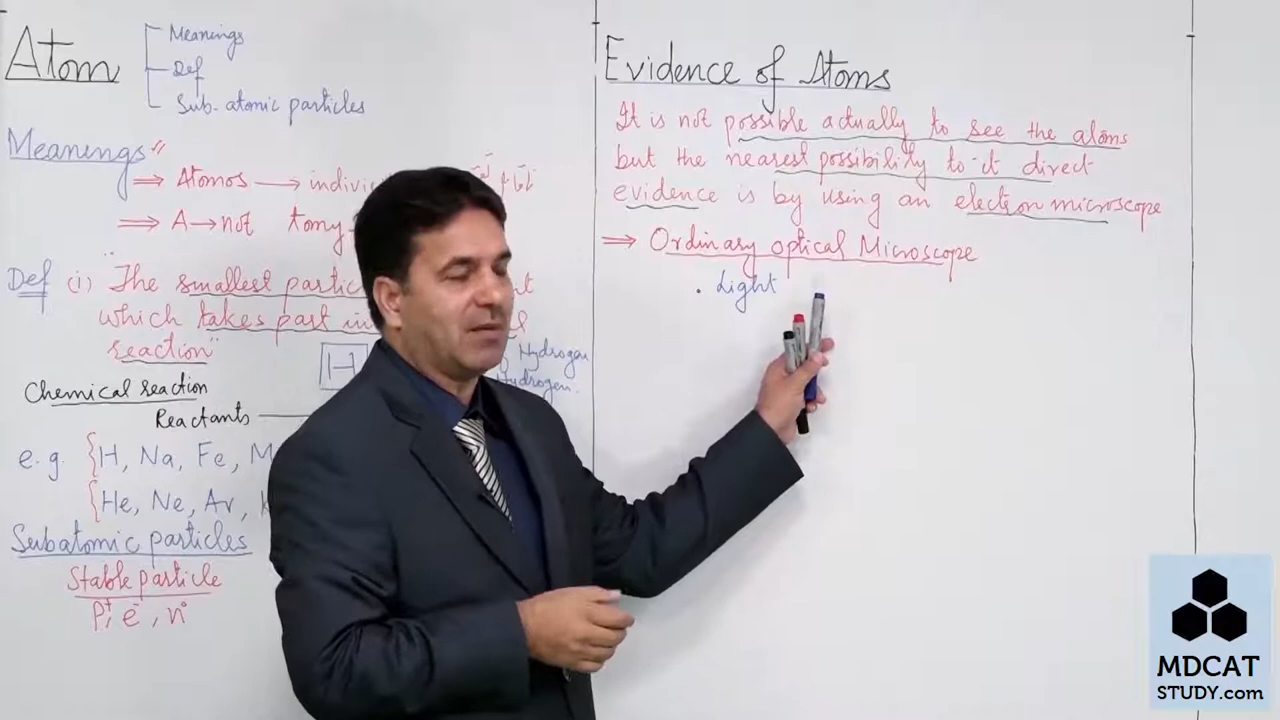 Atom
Meanings
Def
Sub-atomic particles
Meanings"
⇒ Atomos → indivi
⇒ A→not tomy
Def (i) "The smallest partic
which takes part in
reaction"
H
Hydrogen
Hydrogen.
Chemical reaction
Reactants
e.g {H, Na, Fe, M
{He, Ne, Ar, K
Subatomic particles
Stable particle
P⁺, e⁻, n°
Evidence of Atoms
It is not possible actually to see the atoms
but the nearest possibility to it direct
evidence is by using an electron microscope
⇒ Ordinary optical Microscope
. Light
MDCAT
STUDY.com